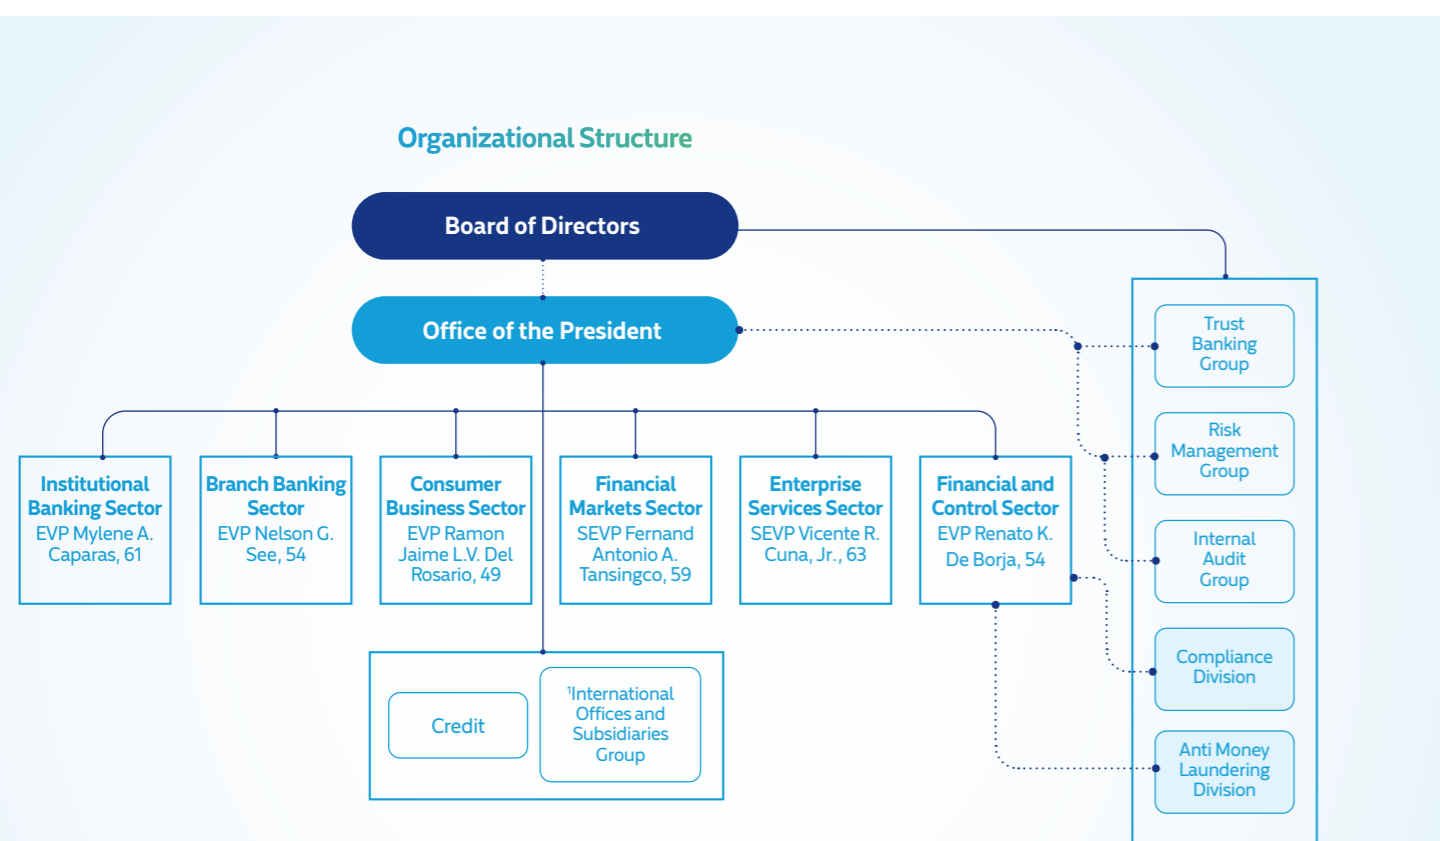 Organizational Structure
Board of Directors
Office of the President
Institutional
Banking Sector
EVP Mylene A.
Caparas, 61
Branch Banking
Sector
EVP Nelson G.
See, 54
Consumer
Business Sector
EVP Ramon
Jaime L.V. Del
Rosario, 49
Financial
Markets Sector
SEVP Fernand
Antonio A.
Tansingco, 59
Enterprise
Services Sector
SEVP Vicente R.
Cuna, Jr., 63
Financial and
Control Sector
EVP Renato K.
De Borja, 54
Credit
¹International
Offices and
Subsidiaries
Group
Trust
Banking
Group
Risk
Management
Group
Internal
Audit
Group
Compliance
Division
Anti Money
Laundering
Division